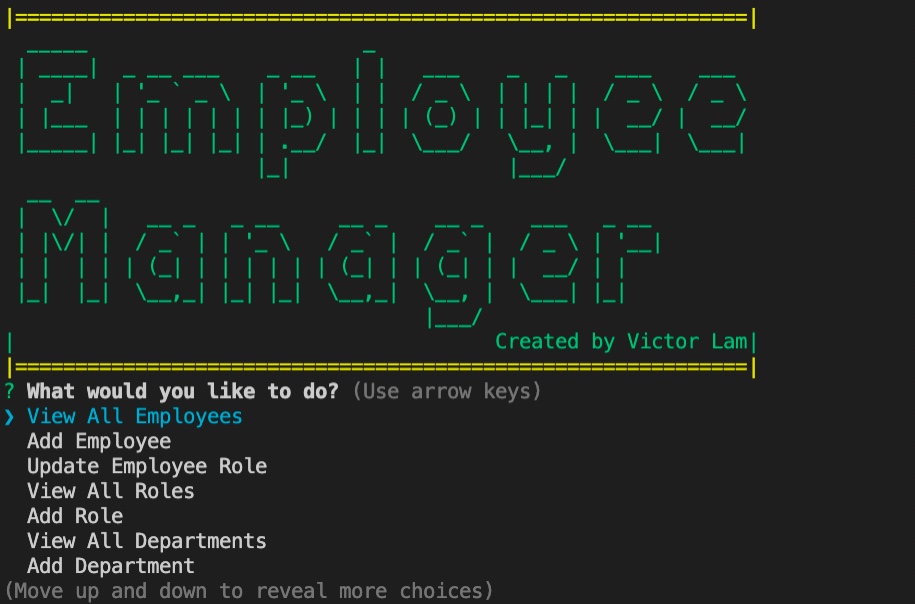 Employee
Manager
Created by Victor Lam
? What would you like to do? (Use arrow keys)
❯ View All Employees
Add Employee
Update Employee Role
View All Roles
Add Role
View All Departments
Add Department
(Move up and down to reveal more choices)